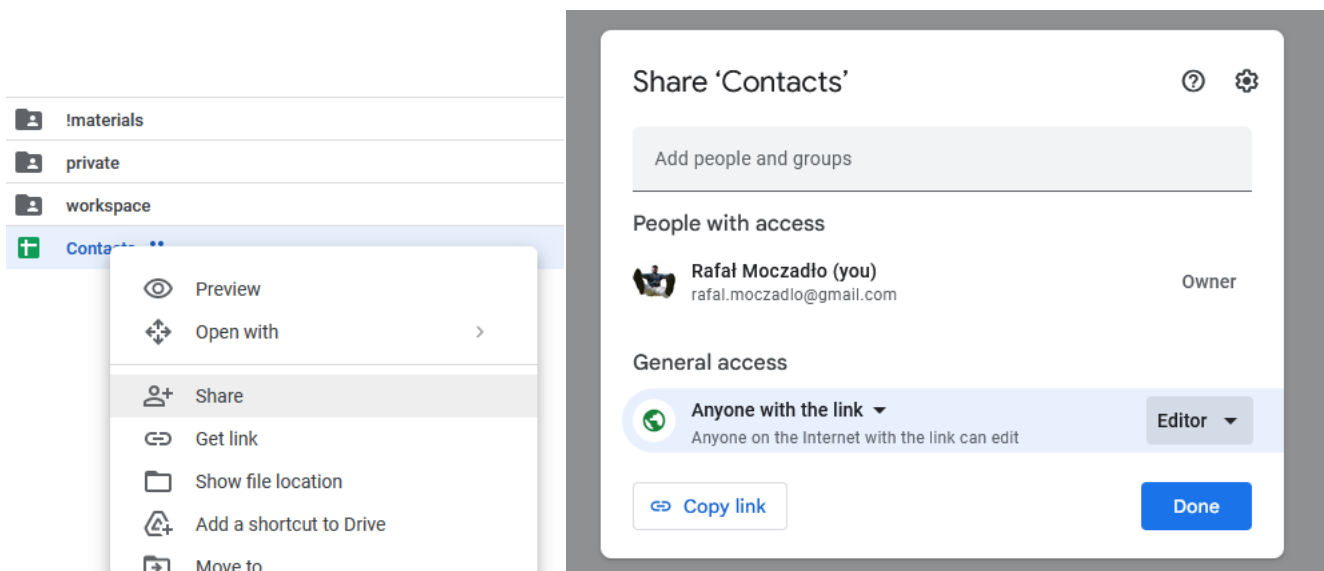 !materials
private
workspace
Contacts
Preview
Open with
Share
Get link
Show file location
Add a shortcut to Drive
Move to
Share ‘Contacts’
Add people and groups
People with access
Rafał Moczadło (you)
rafal.moczadlo@gmail.com
Owner
General access
Anyone with the link
Editor
Anyone on the Internet with the link can edit
Copy link
Done